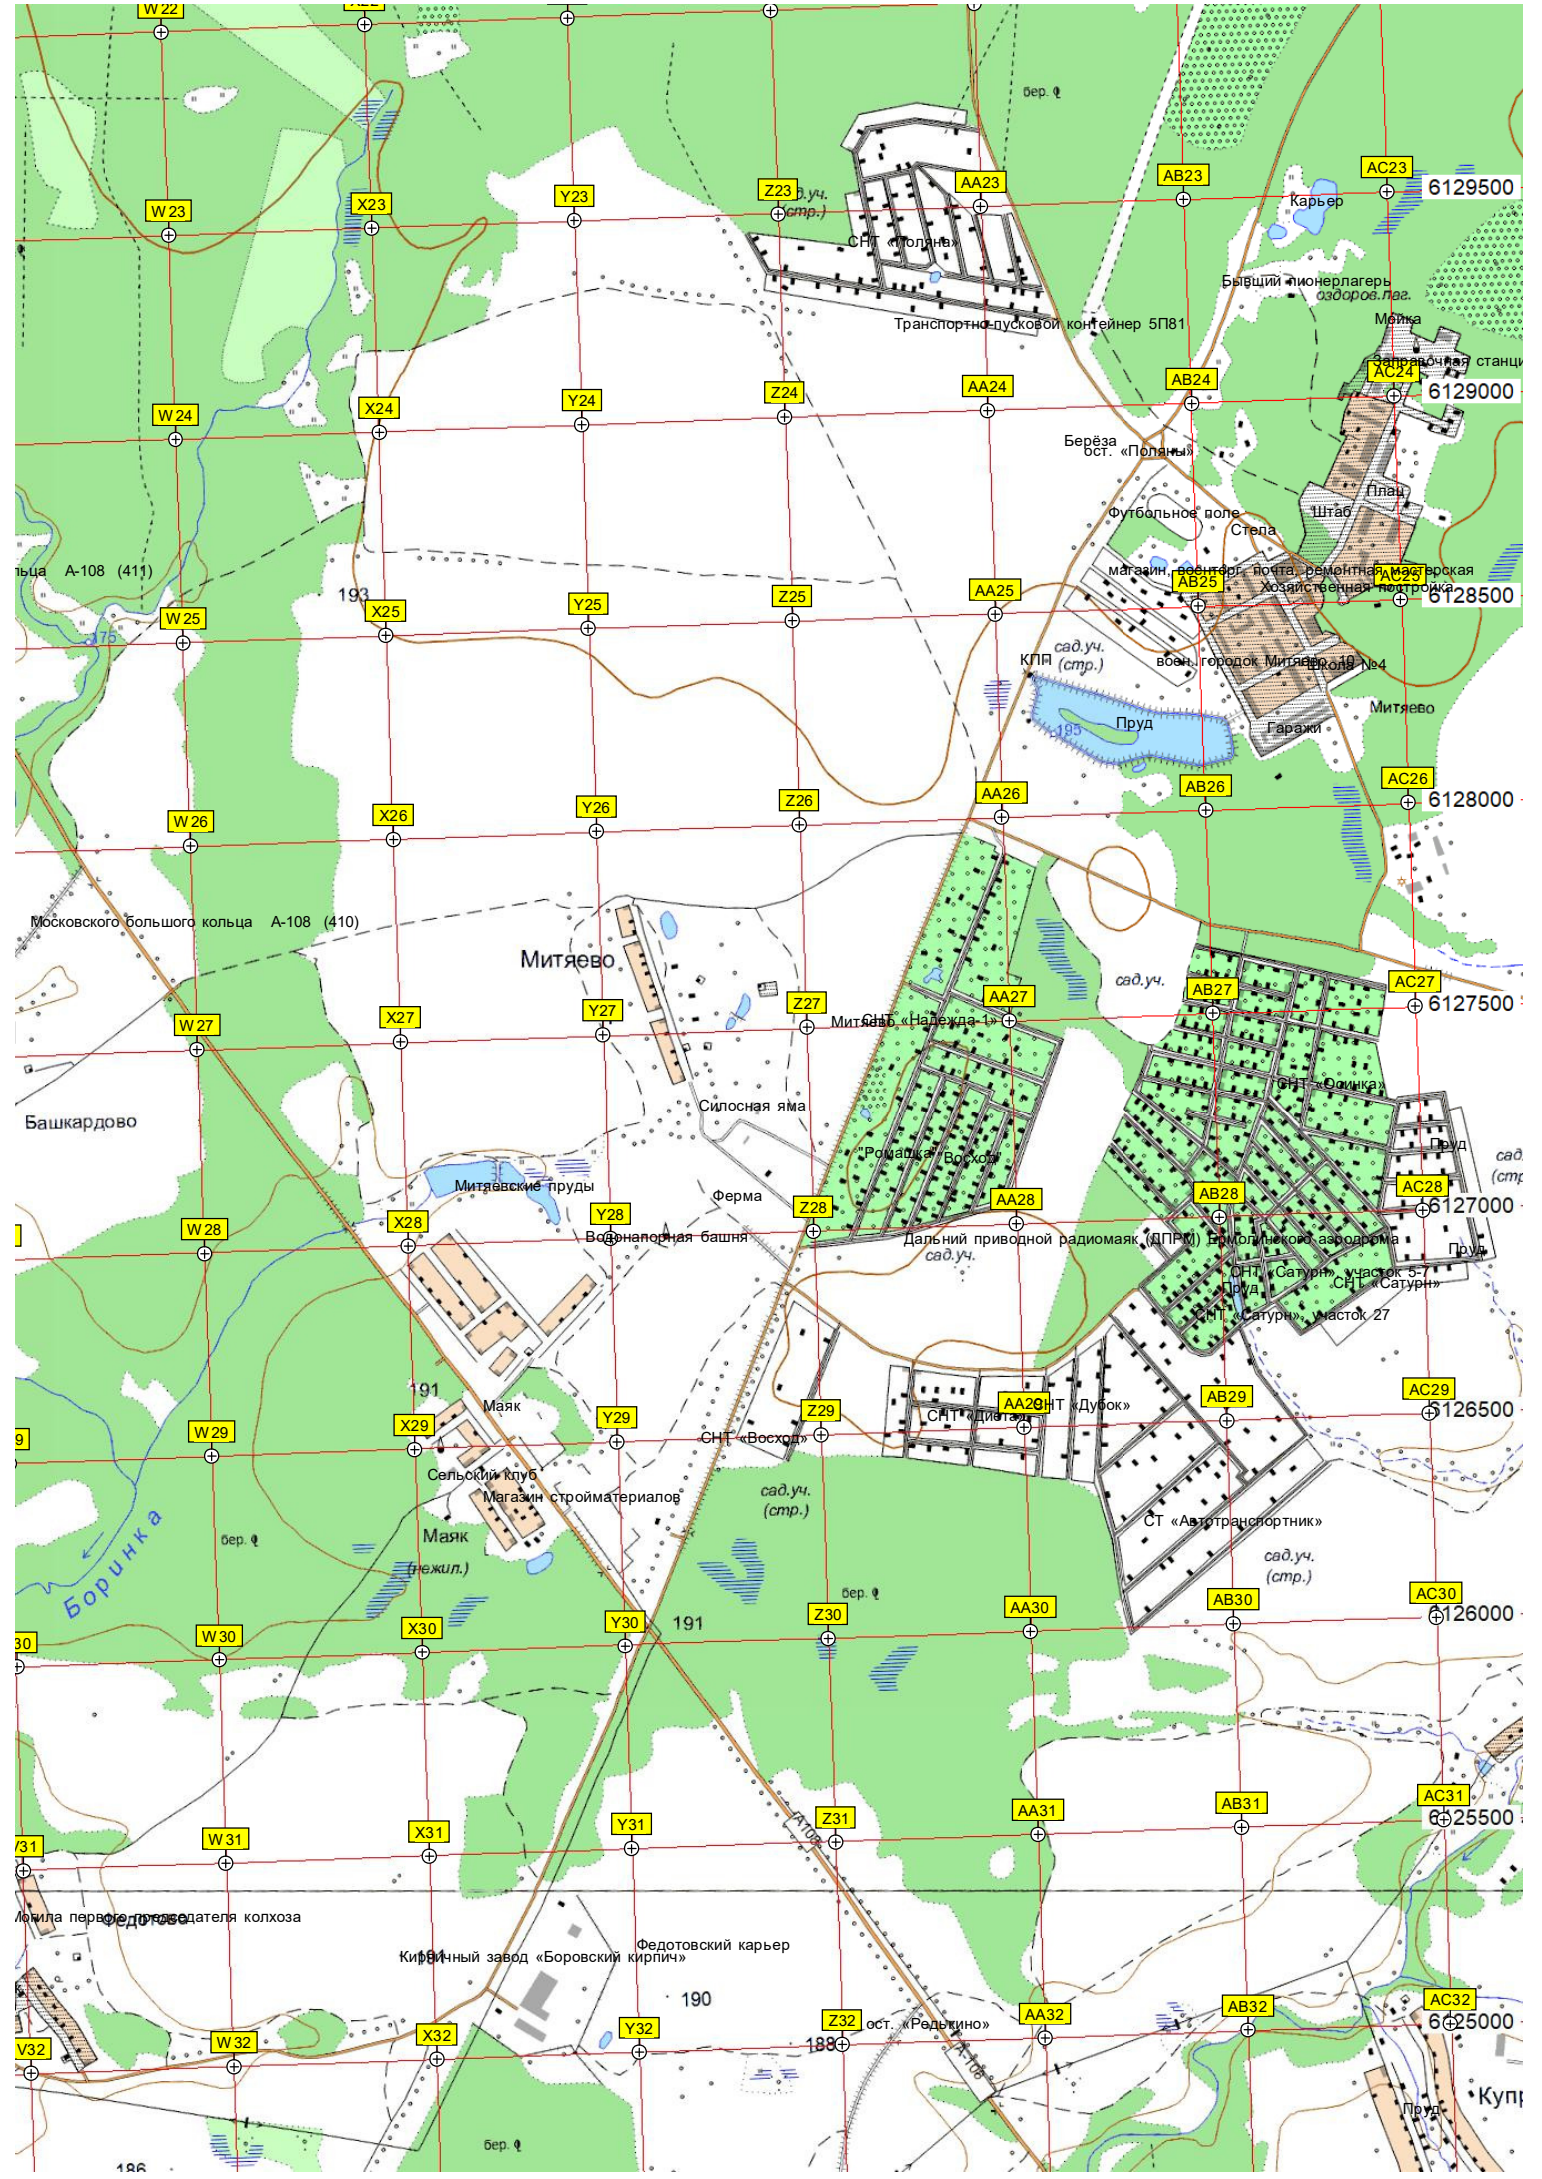 W22
X22
бер.
W23
X23
Y23
Z23
AA23
AB23
AC23
6129500
(стр.)
Карьер
СНТ «Поляна»
Бывший пионерлагерь
оздоров.лаг.
Транспортно-пусковой контейнер 5П81
Мойка
Заправочная станци
W24
X24
Y24
Z24
AA24
AB24
AC24
6129000
Берёза
ост. «Поляны»
Плац
Футбольное поле
Штаб
Стела
льца А-108 (411)
магазин, военторг, почта, ремонтная мастерская
Хозяйственная постройка
193
W25
X25
Y25
Z25
AA25
AB25
AC25
6128500
175
сад.уч.
(стр.)
КПП
воен. городок Митяево, 10
Школа №4
Митяево
Пруд
195
Гаражи
W26
X26
Y26
Z26
AA26
AB26
AC26
6128000
Московского большого кольца А-108 (410)
Митяево
сад.уч.
W27
X27
Y27
Z27
AA27
AB27
AC27
6127500
Митяево
СНТ «Надежда-1»
СНТ «Осинка»
Силосная яма
Башкардово
"Ромашка"
Восход"
Пруд
сад.
(стр
Митяевские пруды
Ферма
W28
X28
Y28
Z28
AA28
AB28
AC28
6127000
Водонапорная башня
Дальний приводной радиомаяк (ДПРМ) Ермолинского аэродрома
сад.уч.
Пруд
СНТ «Сатурн», участок 5-7
СНТ «Сатурн»
Пруд
СНТ «Сатурн», участок 27
191
Маяк
W29
X29
Y29
Z29
AA29
AB29
AC29
6126500
СНТ «Диета»
СНТ «Дубок»
СНТ «Восход»
Сельский клуб
Магазин стройматериалов
сад.уч.
(стр.)
СТ «Автотранспортник»
Боринка
бер.
Маяк
(нежил.)
сад.уч.
(стр.)
бер.
30
W30
X30
Y30
191
Z30
AA30
AB30
AC30
6126000
V31
W31
X31
Y31
Z31
AA31
AB31
AC31
6125500
А108
Могила первого председателя колхоза
Федотово
Кирпичный завод «Боровский кирпич»
191
Федотовский карьер
190
V32
W32
X32
Y32
Z32
AA32
AB32
AC32
6125000
188
ост. «Редькино»
А-108
Купр
Пруд
бер.
186